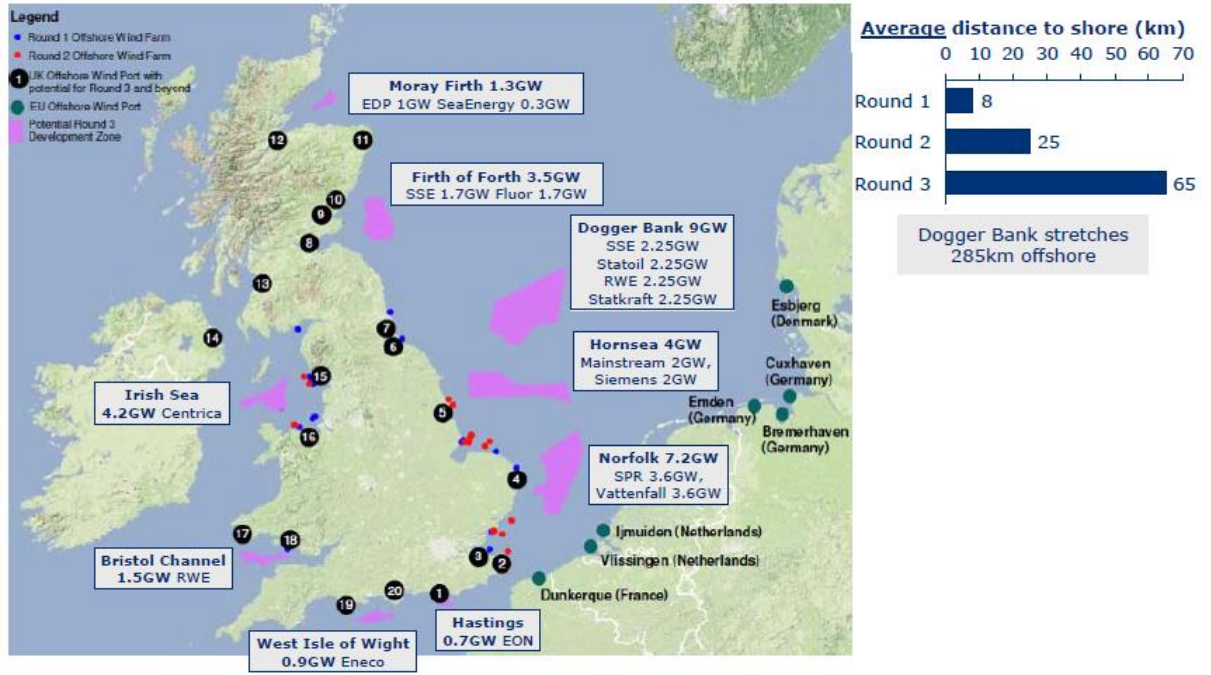 Legend
Round 1 Offshore Wind Farm
Round 2 Offshore Wind Farm
1
UK Offshore Wind Port with
potential for Round 3 and beyond
EU Offshore Wind Port
Potential Round 3
Development Zone
Moray Firth 1.3GW
EDP 1GW SeaEnergy 0.3GW
12
11
Firth of Forth 3.5GW
SSE 1.7GW Fluor 1.7GW
10
9
8
Dogger Bank 9GW
SSE 2.25GW
Statoil 2.25GW
RWE 2.25GW
Statkraft 2.25GW
13
Esbjerg
(Denmark)
14
7
6
Hornsea 4GW
Mainstream 2GW,
Siemens 2GW
Cuxhaven
(Germany)
15
Irish Sea
4.2GW Centrica
5
Emden
(Germany)
Bremerhaven
(Germany)
16
Norfolk 7.2GW
SPR 3.6GW,
Vattenfall 3.6GW
4
17
18
Ijmuiden (Netherlands)
Bristol Channel
1.5GW RWE
3
2
Vlissingen (Netherlands)
Dunkerque (France)
20
19
1
Hastings
0.7GW EON
West Isle of Wight
0.9GW Eneco
Average distance to shore (km)
0 10 20 30 40 50 60 70
Round 1 8
Round 2 25
Round 3 65
Dogger Bank stretches
285km offshore